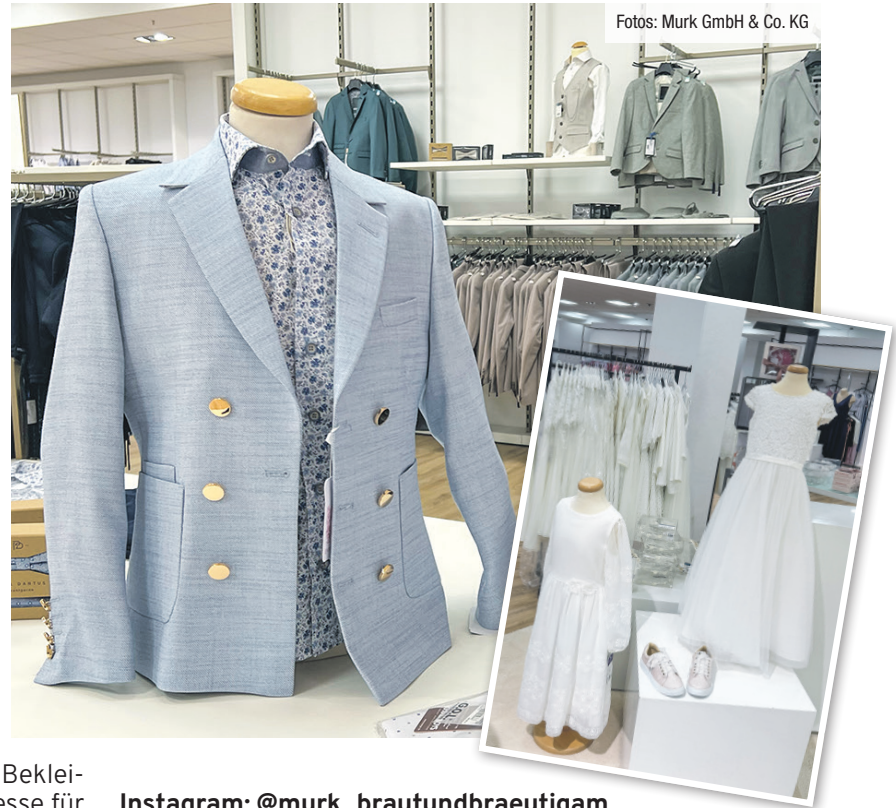 Fotos: Murk GmbH & Co. KG
Beklei-
esse für
Instagram: @murk_brautundbraeutigam